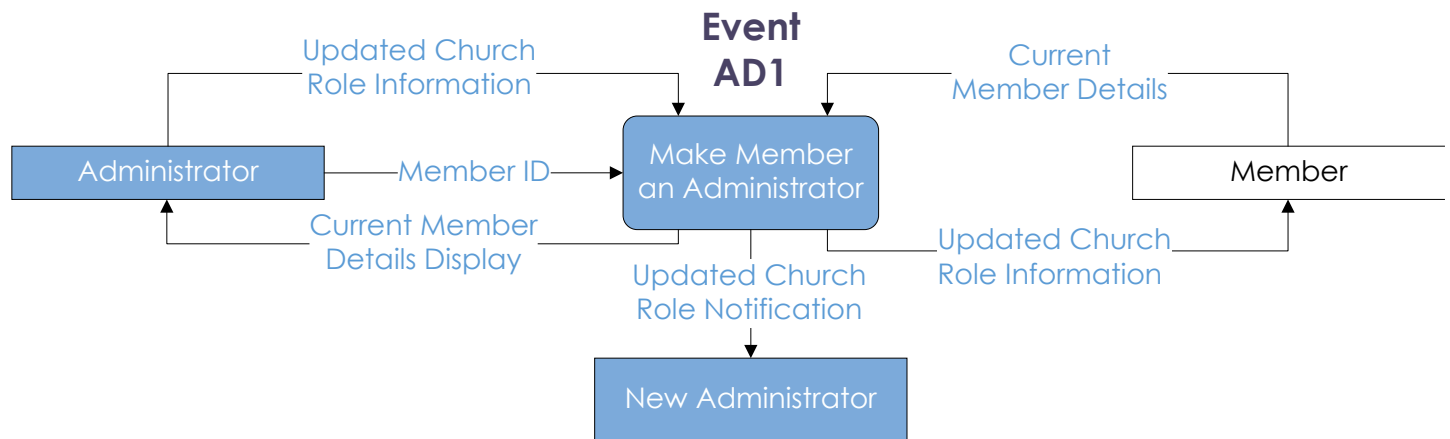 Event
AD1
Updated Church
Role Information
Current
Member Details
Administrator
Member ID
Make Member
an Administrator
Member
Current Member
Details Display
Updated Church
Role Notification
Updated Church
Role Information
New Administrator